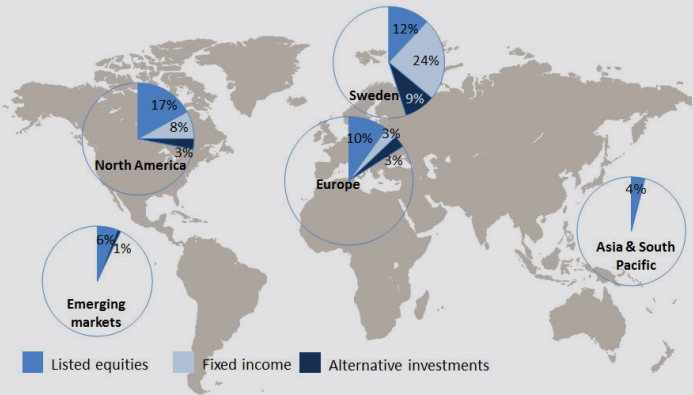 12%
24%
9%
Sweden
17%
8%
3%
North America
10%
3%
3%
Europe
4%
Asia & South
Pacific
6%
1%
Emerging
markets
Listed equities
Fixed income
Alternative investments